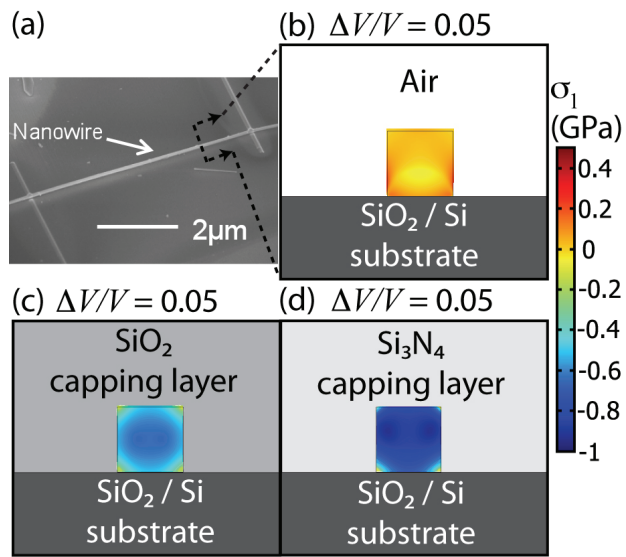 (a)
Nanowire
2μm
(b) ΔV/V = 0.05
Air
SiO₂ / Si
substrate
σ₁
(GPa)
0.4
0.2
0
-0.2
-0.4
-0.6
-0.8
-1
(c) ΔV/V = 0.05
SiO₂
capping layer
SiO₂ / Si
substrate
(d) ΔV/V = 0.05
Si₃N₄
capping layer
SiO₂ / Si
substrate